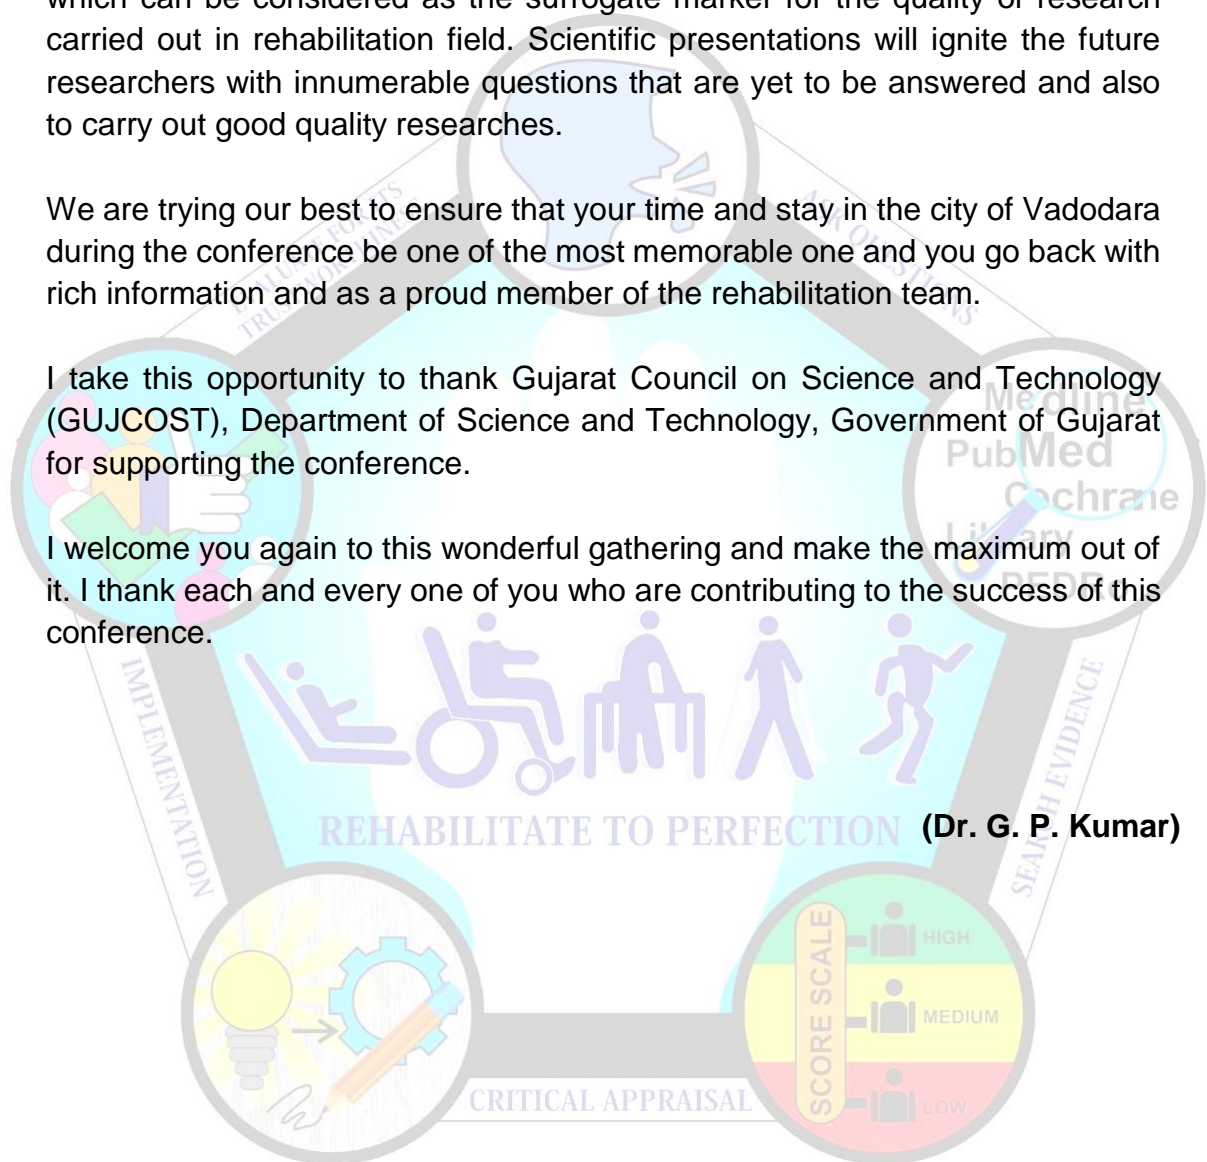 which can be considered as the surrogate marker for the quality of research
carried out in rehabilitation field. Scientific presentations will ignite the future
researchers with innumerable questions that are yet to be answered and also
to carry out good quality researches.
We are trying our best to ensure that your time and stay in the city of Vadodara
during the conference be one of the most memorable one and you go back with
rich information and as a proud member of the rehabilitation team.
I take this opportunity to thank Gujarat Council on Science and Technology
(GUJCOST), Department of Science and Technology, Government of Gujarat
for supporting the conference.
I welcome you again to this wonderful gathering and make the maximum out of
it. I thank each and every one of you who are contributing to the success of this
conference.
(Dr. G. P. Kumar)
EVALUATE FOR ITS
TRUSTWORTHINESS
ASK QUESTIONS
Medline
PubMed
Cochrane
Library
PEDRo
IMPLEMENTATION
SEARCH EVIDENCE
REHABILITATE TO PERFECTION
SCORE SCALE
HIGH
MEDIUM
LOW
CRITICAL APPRAISAL